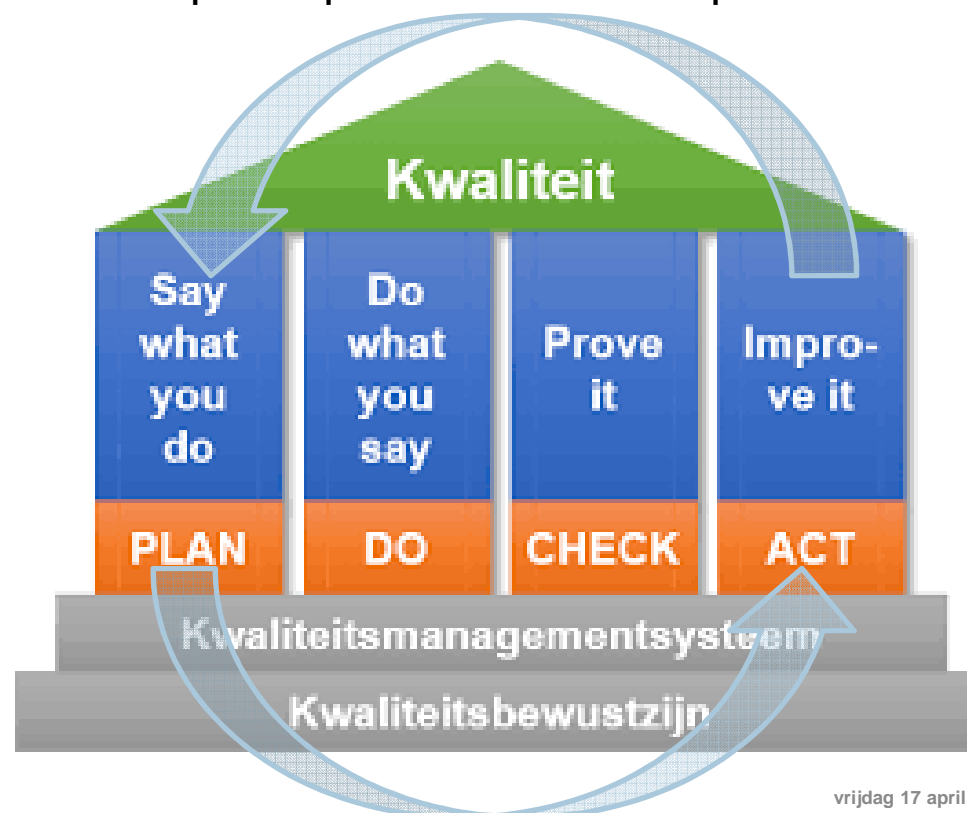 Kwaliteit
Say
what
you
do
Do
what
you
say
Prove
it
Impro-
ve it
PLAN
DO
CHECK
ACT
Kwaliteitsmanagementsysteem
Kwaliteitsbewustzijn
vrijdag 17 april